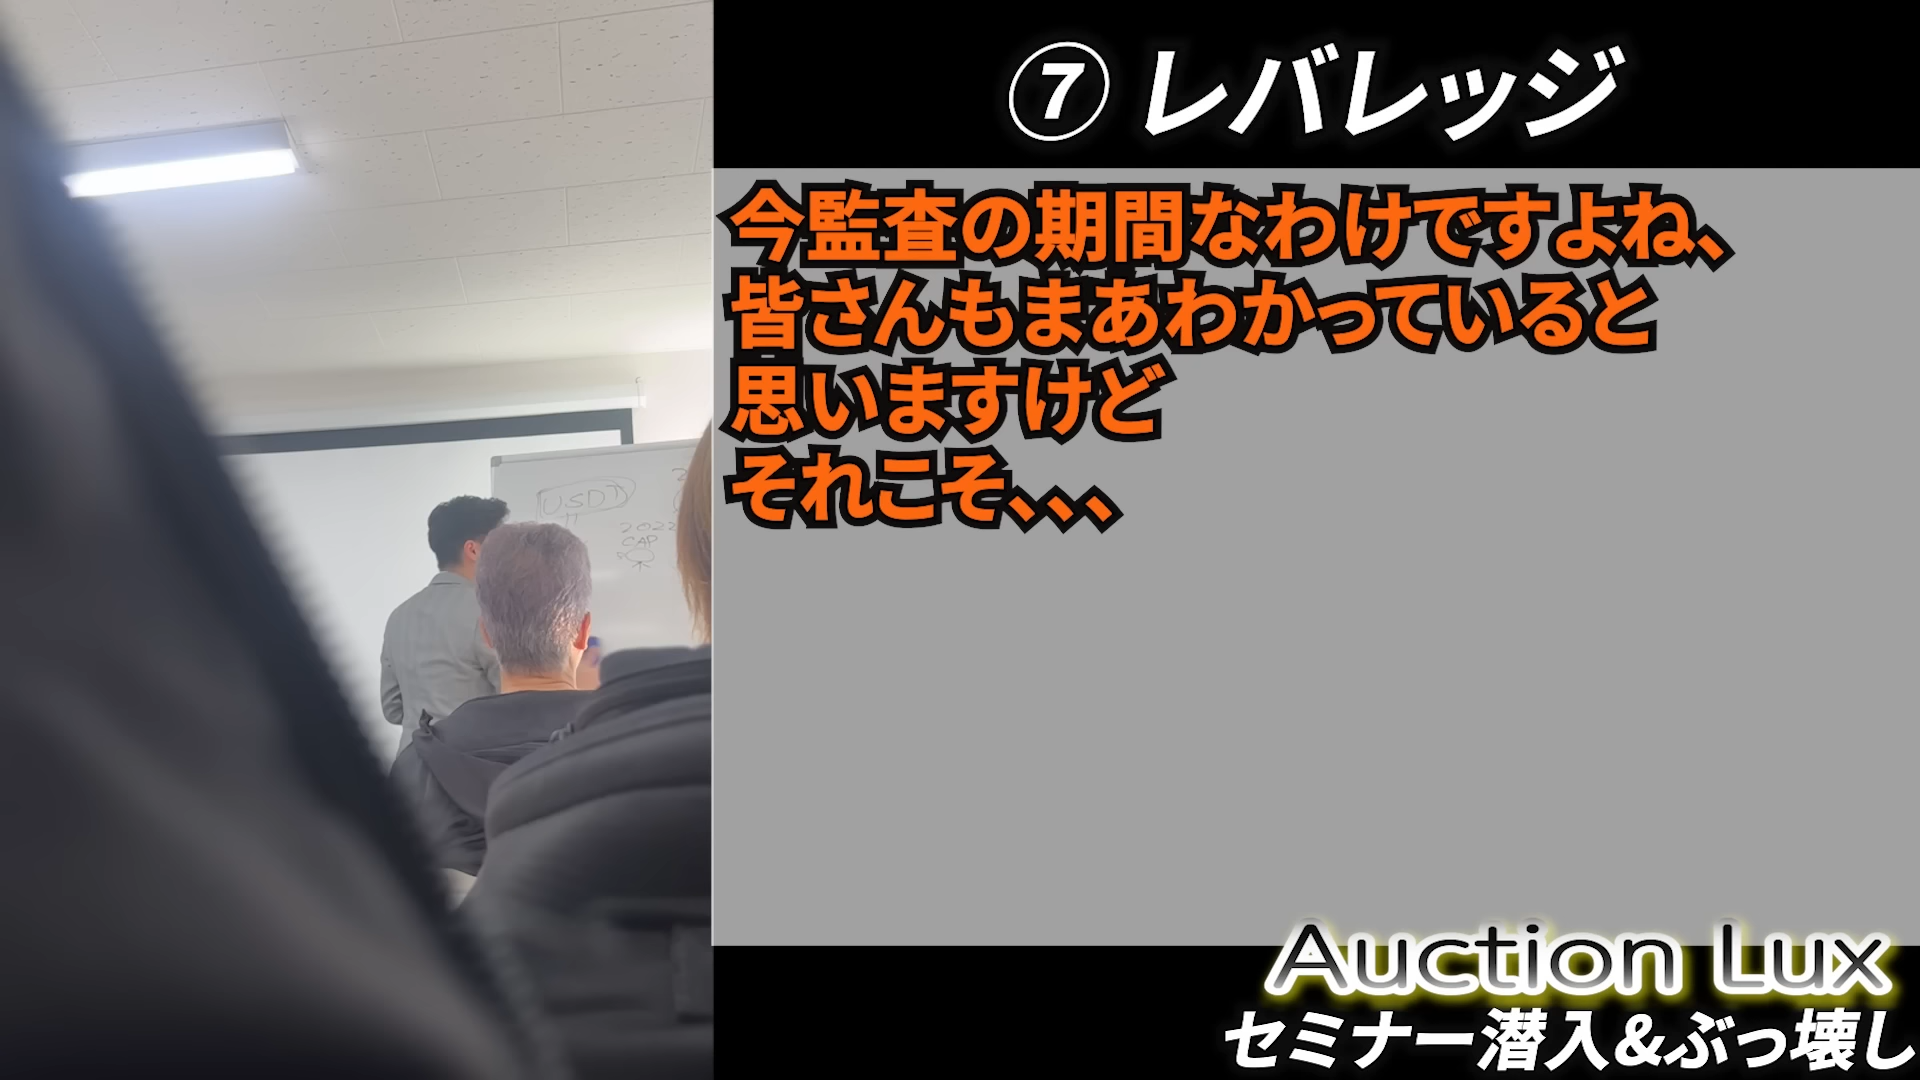 ⑦ レバレッジ
今監査の期間なわけですよね、
皆さんもまあわかっていると
思いますけど
それこそ、、、
USDT
2022
CAP
Auction Lux
セミナー潜入&ぶっ壊し